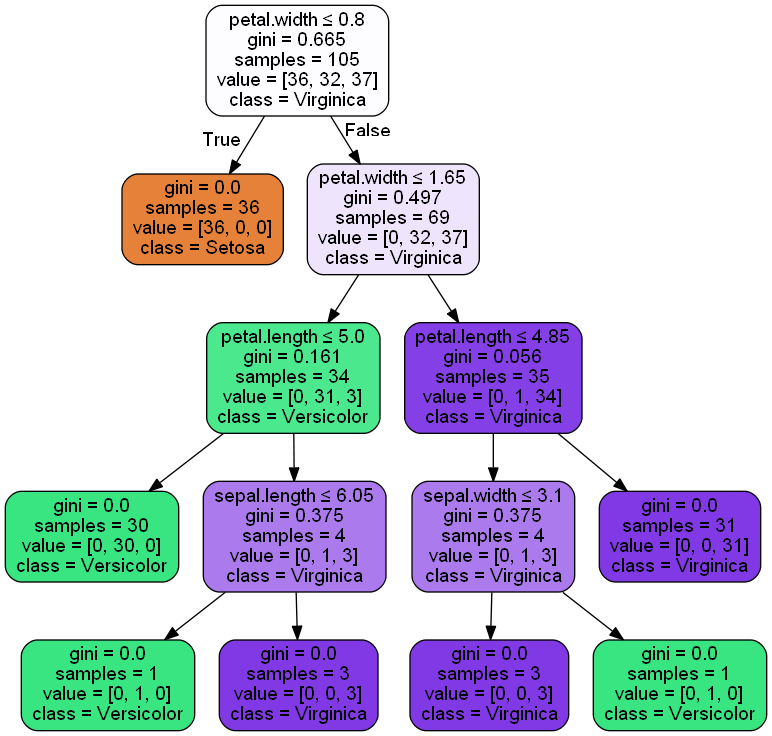 petal.width ≤ 0.8
gini = 0.665
samples = 105
value = [36, 32, 37]
class = Virginica
True
False
gini = 0.0
samples = 36
value = [36, 0, 0]
class = Setosa
petal.width ≤ 1.65
gini = 0.497
samples = 69
value = [0, 32, 37]
class = Virginica
petal.length ≤ 5.0
gini = 0.161
samples = 34
value = [0, 31, 3]
class = Versicolor
petal.length ≤ 4.85
gini = 0.056
samples = 35
value = [0, 1, 34]
class = Virginica
gini = 0.0
samples = 30
value = [0, 30, 0]
class = Versicolor
sepal.length ≤ 6.05
gini = 0.375
samples = 4
value = [0, 1, 3]
class = Virginica
sepal.width ≤ 3.1
gini = 0.375
samples = 4
value = [0, 1, 3]
class = Virginica
gini = 0.0
samples = 31
value = [0, 0, 31]
class = Virginica
gini = 0.0
samples = 1
value = [0, 1, 0]
class = Versicolor
gini = 0.0
samples = 3
value = [0, 0, 3]
class = Virginica
gini = 0.0
samples = 3
value = [0, 0, 3]
class = Virginica
gini = 0.0
samples = 1
value = [0, 1, 0]
class = Versicolor